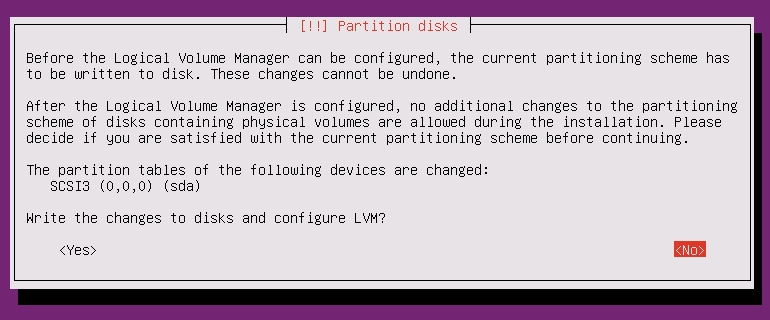 [!!] Partition disks
Before the Logical Volume Manager can be configured, the current partitioning scheme has
to be written to disk. These changes cannot be undone.
After the Logical Volume Manager is configured, no additional changes to the partitioning
scheme of disks containing physical volumes are allowed during the installation. Please
decide if you are satisfied with the current partitioning scheme before continuing.
The partition tables of the following devices are changed:
SCSI3 (0,0,0) (sda)
Write the changes to disks and configure LVM?
<Yes> <No>